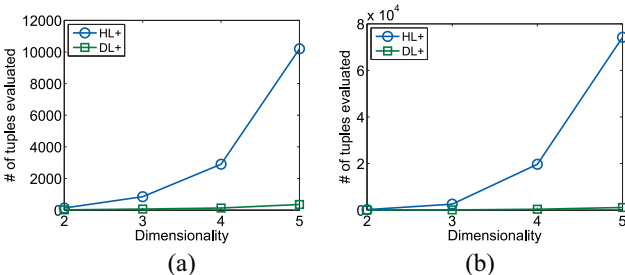 12000
10000
8000
6000
4000
2000
0
# of tuples evaluated
HL+
DL+
2 3 4 5
Dimensionality
(a)
8 x 10^4
6
4
2
0
# of tuples evaluated
HL+
DL+
2 3 4 5
Dimensionality
(b)